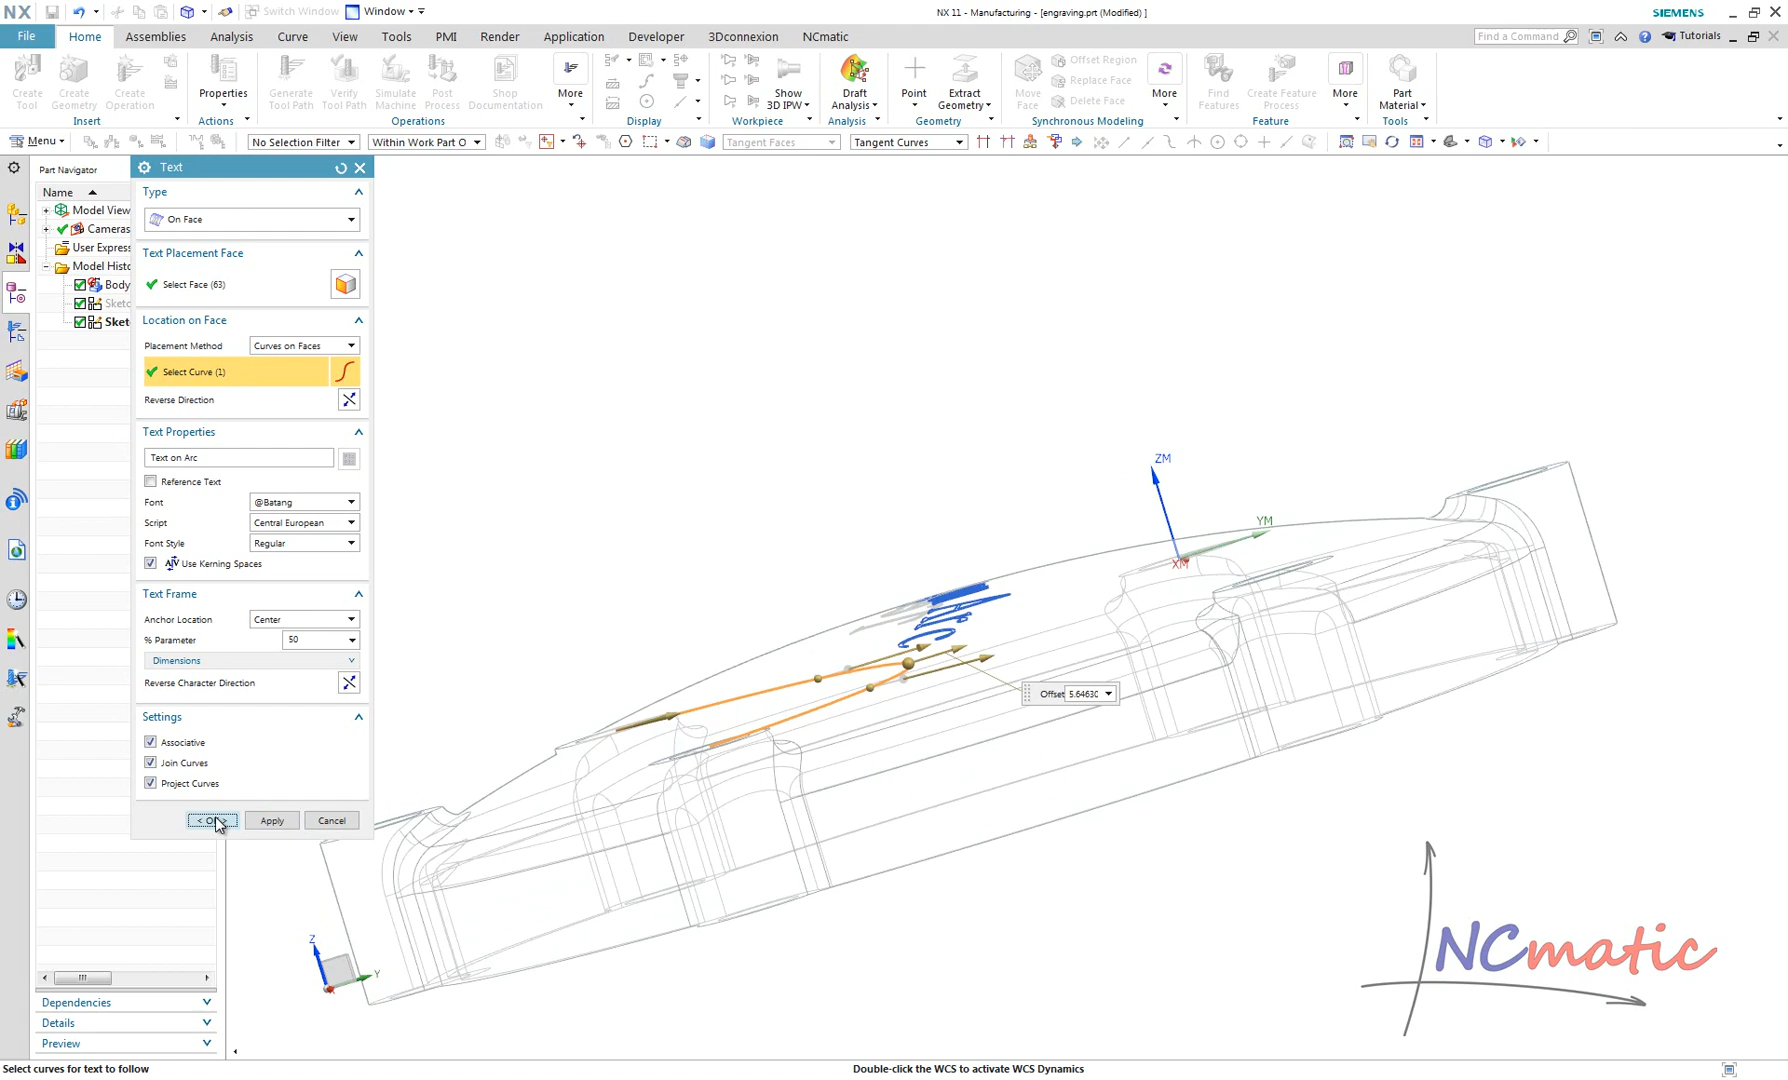 NX
Switch Window
Window
NX 11 - Manufacturing - [engraving.prt (Modified) ]
SIEMENS
File
Home
Assemblies
Analysis
Curve
View
Tools
PMI
Render
Application
Developer
3Dconnexion
NCmatic
Find a Command
Tutorials
Create Tool
Create Geometry
Create Operation
Properties
Generate Tool Path
Verify Tool Path
Simulate Machine
Post Process
Shop Documentation
More
Show 3D IPW
Draft Analysis
Point
Extract Geometry
Move Face
Offset Region
Replace Face
Delete Face
More
Find Features
Create Feature Process
More
Part Material
Insert
Actions
Operations
Display
Workpiece
Analysis
Geometry
Synchronous Modeling
Feature
Tools
Menu
No Selection Filter
Within Work Part O
Tangent Faces
Tangent Curves
Part Navigator
Name
Model View
Cameras
User Express
Model Histo
Body
Sketc
Sket
Text
Type
On Face
Text Placement Face
Select Face (63)
Location on Face
Placement Method
Curves on Faces
Select Curve (1)
Reverse Direction
Text Properties
Text on Arc
Reference Text
Font
@Batang
Script
Central European
Font Style
Regular
Use Kerning Spaces
Text Frame
Anchor Location
Center
% Parameter
50
Dimensions
Reverse Character Direction
Settings
Associative
Join Curves
Project Curves
Apply
Cancel
Dependencies
Details
Preview
ZM
YM
XM
Offset 5.6463
Z
Y
NCmatic
Select curves for text to follow
Double-click the WCS to activate WCS Dynamics